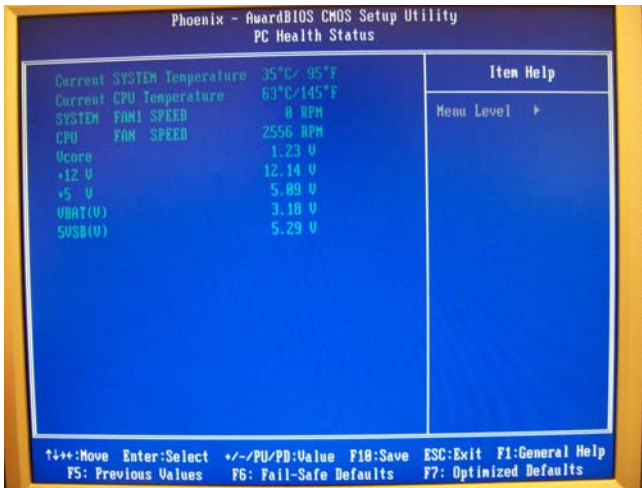 Phoenix - AwardBIOS CMOS Setup Utility
PC Health Status
Current SYSTEM Temperature 35°C/ 95°F
Current CPU Temperature 63°C/145°F
SYSTEM FAN1 SPEED 0 RPM
CPU FAN SPEED 2556 RPM
Vcore 1.23 V
+12 V 12.14 V
+5 V 5.09 V
VBAT(V) 3.18 V
5VSB(V) 5.29 V
Item Help
Menu Level ►
↑↓→←:Move Enter:Select +/-/PU/PD:Value F10:Save ESC:Exit F1:General Help
F5: Previous Values F6: Fail-Safe Defaults F7: Optimized Defaults